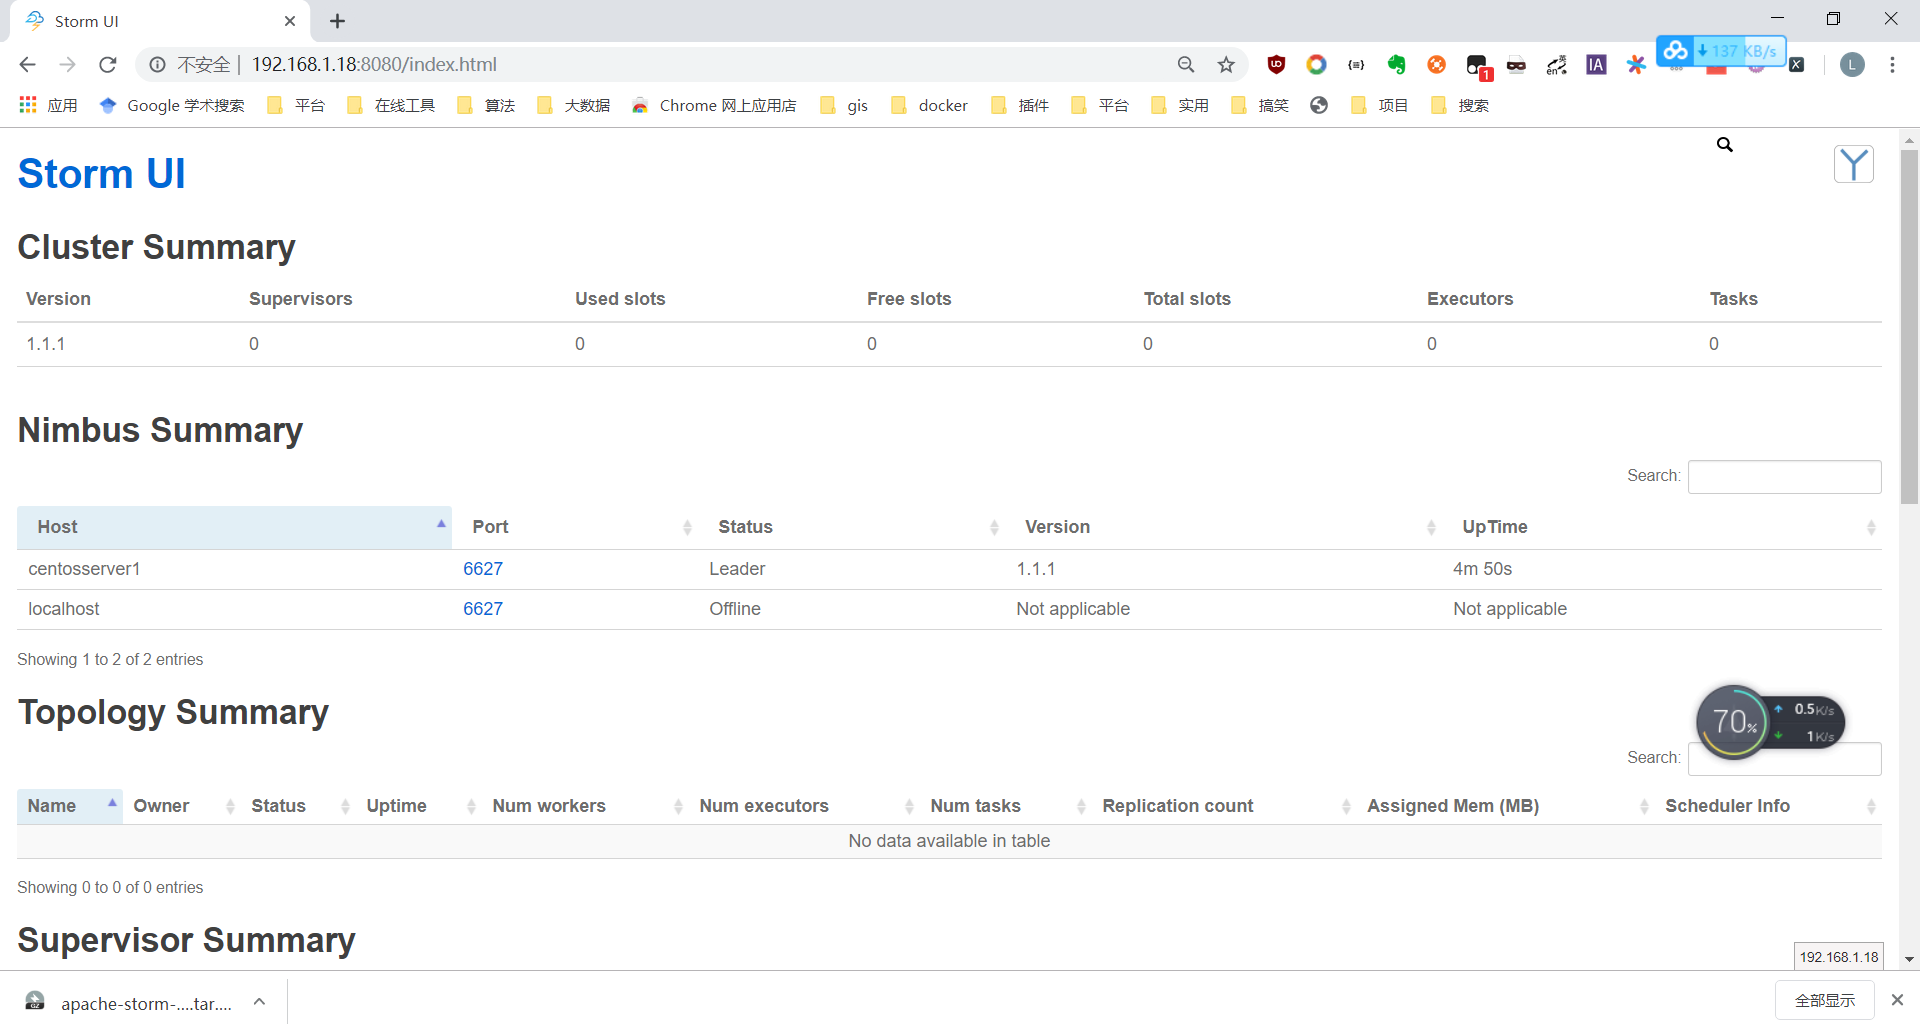 Storm UI
不安全 | 192.168.1.18:8080/index.html
137 KB/s
应用 Google 学术搜索 平台 在线工具 算法 大数据 Chrome 网上应用店 gis docker 插件 平台 实用 搞笑 项目 搜索
Storm UI
Cluster Summary
Version Supervisors Used slots Free slots Total slots Executors Tasks
1.1.1 0 0 0 0 0 0
Nimbus Summary
Search:
Host Port Status Version UpTime
centosserver1 6627 Leader 1.1.1 4m 50s
localhost 6627 Offline Not applicable Not applicable
Showing 1 to 2 of 2 entries
Topology Summary
70% 0.5K/s
1K/s
Search:
Name Owner Status Uptime Num workers Num executors Num tasks Replication count Assigned Mem (MB) Scheduler Info
No data available in table
Showing 0 to 0 of 0 entries
Supervisor Summary
192.168.1.18
apache-storm-....tar.... 全部显示